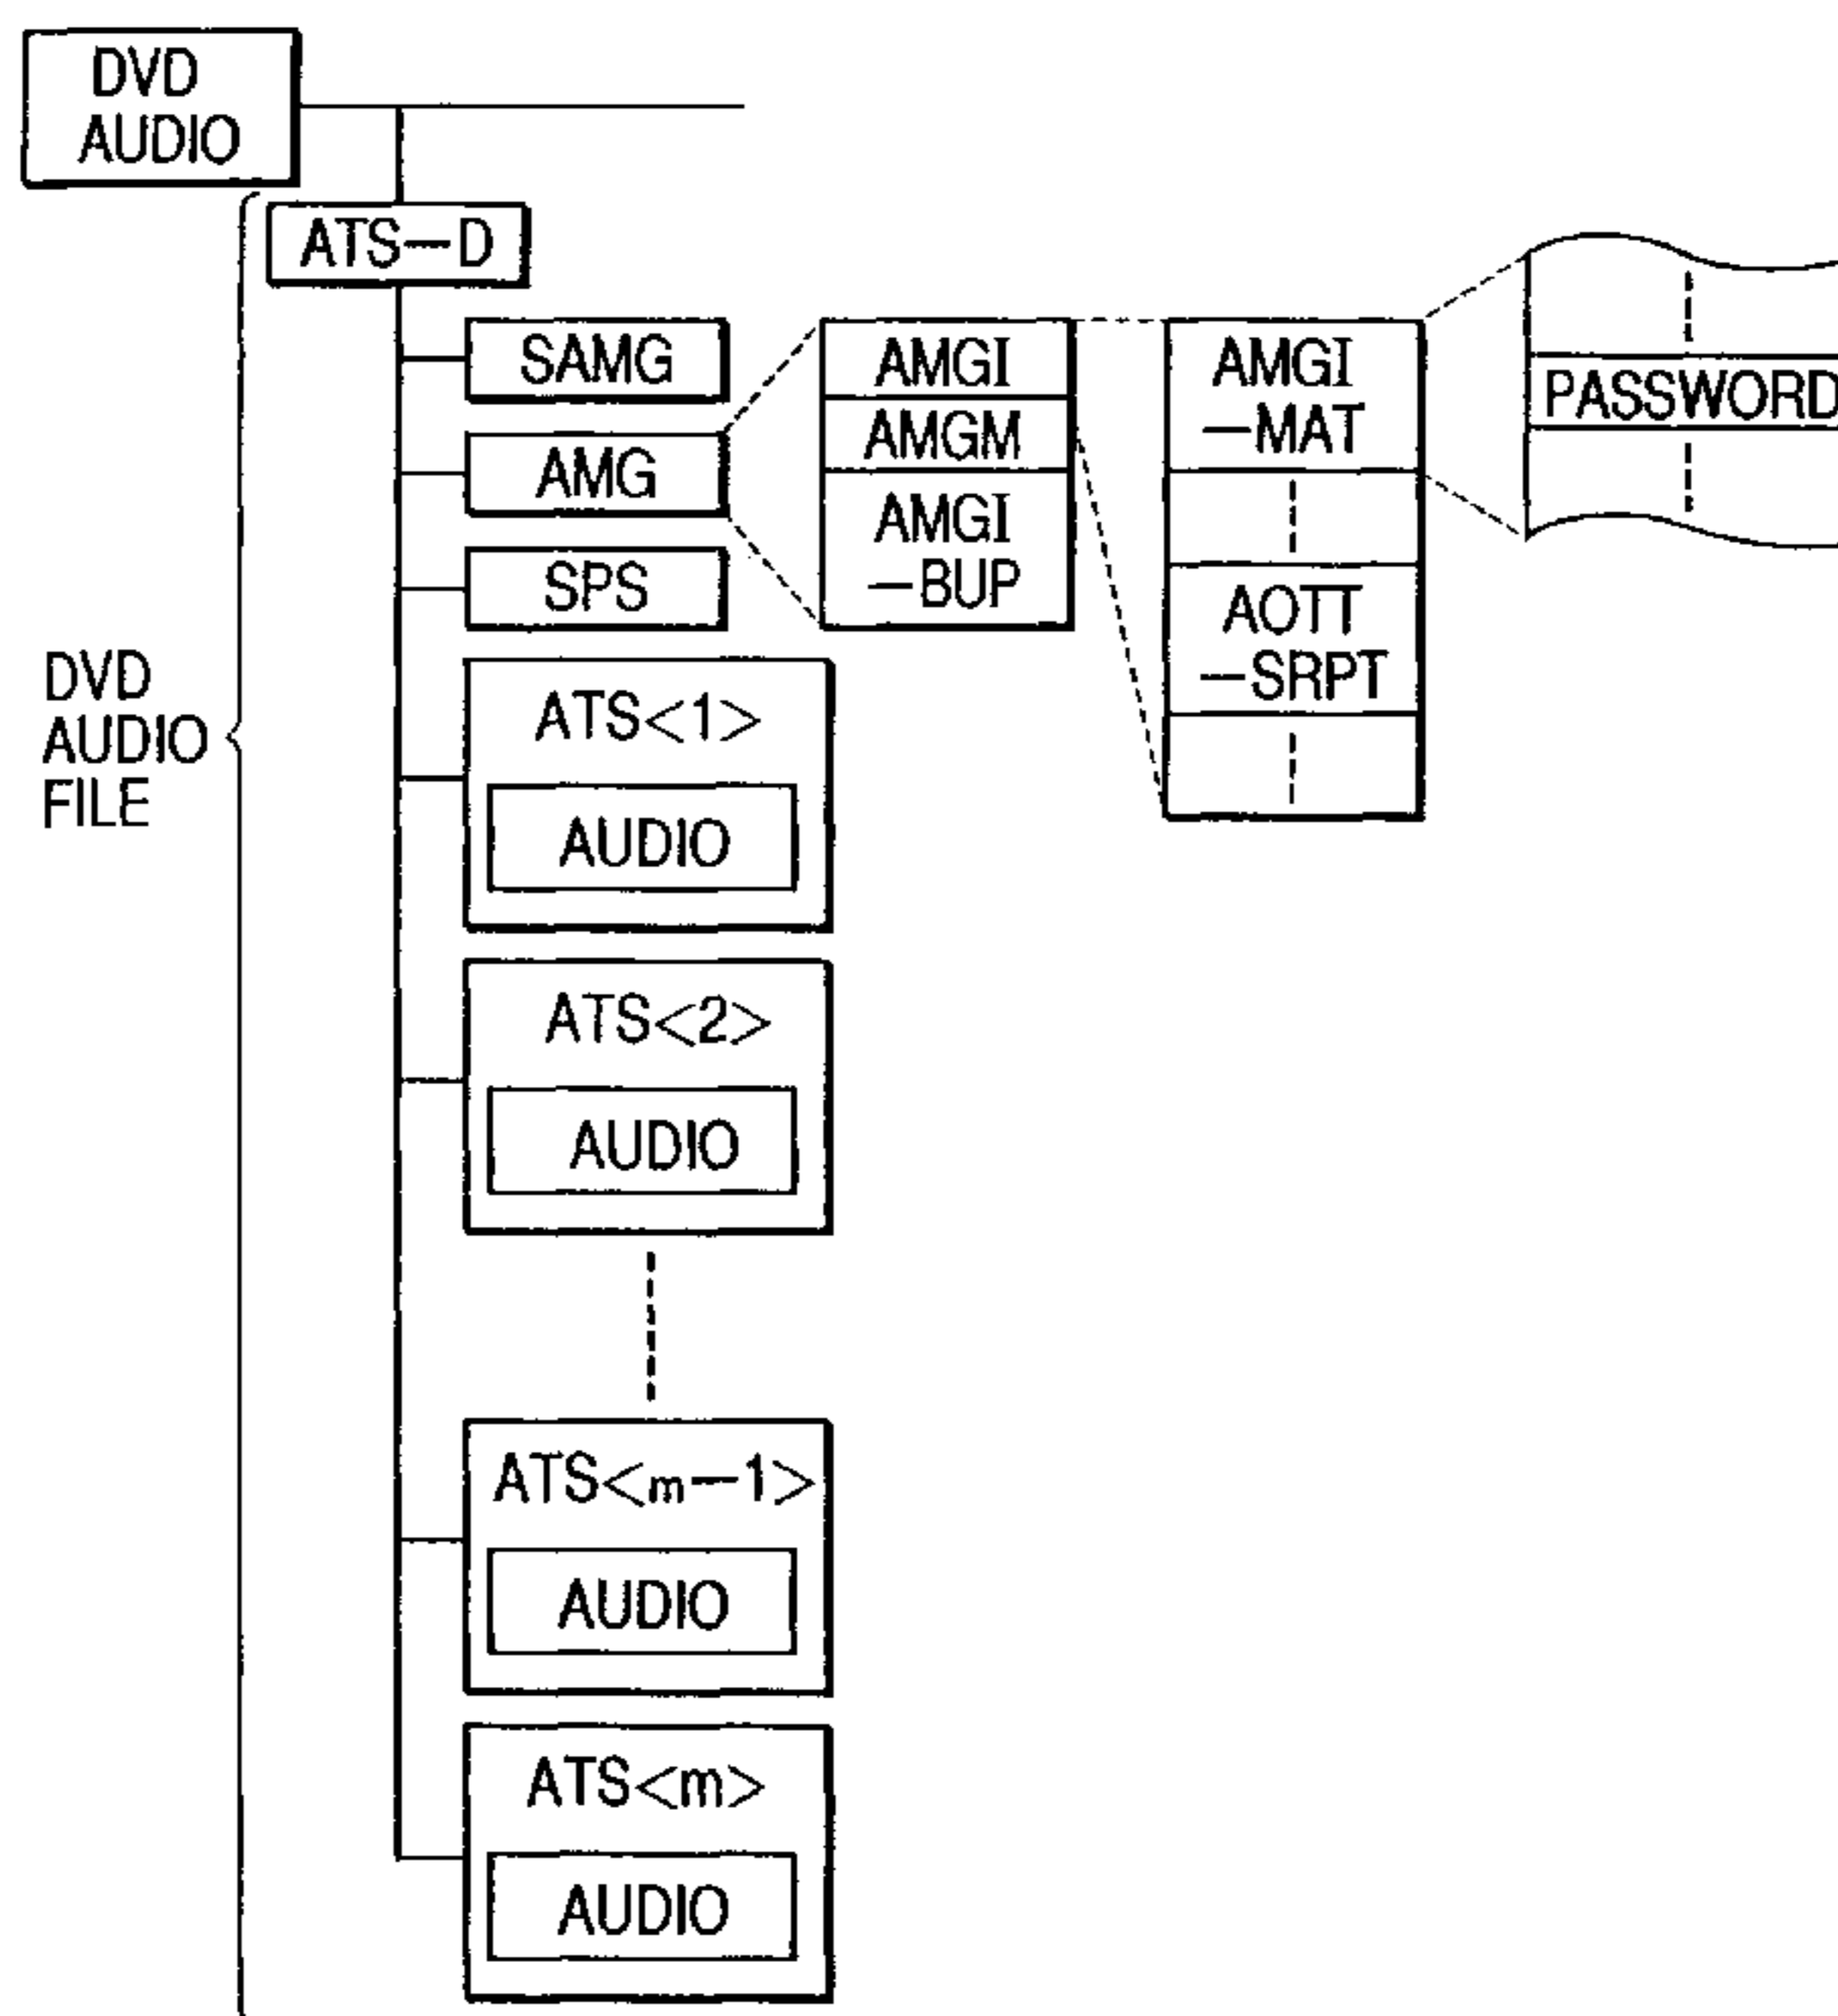 DVD
AUDIO
ATS-D
SAMG
AMG
SPS
AMGI
AMGM
AMGI
-BUP
AMGI
-MAT
AOTT
-SRPT
PASSWORD
DVD
AUDIO
FILE
ATS<1>
AUDIO
ATS<2>
AUDIO
ATS<m-1>
AUDIO
ATS<m>
AUDIO